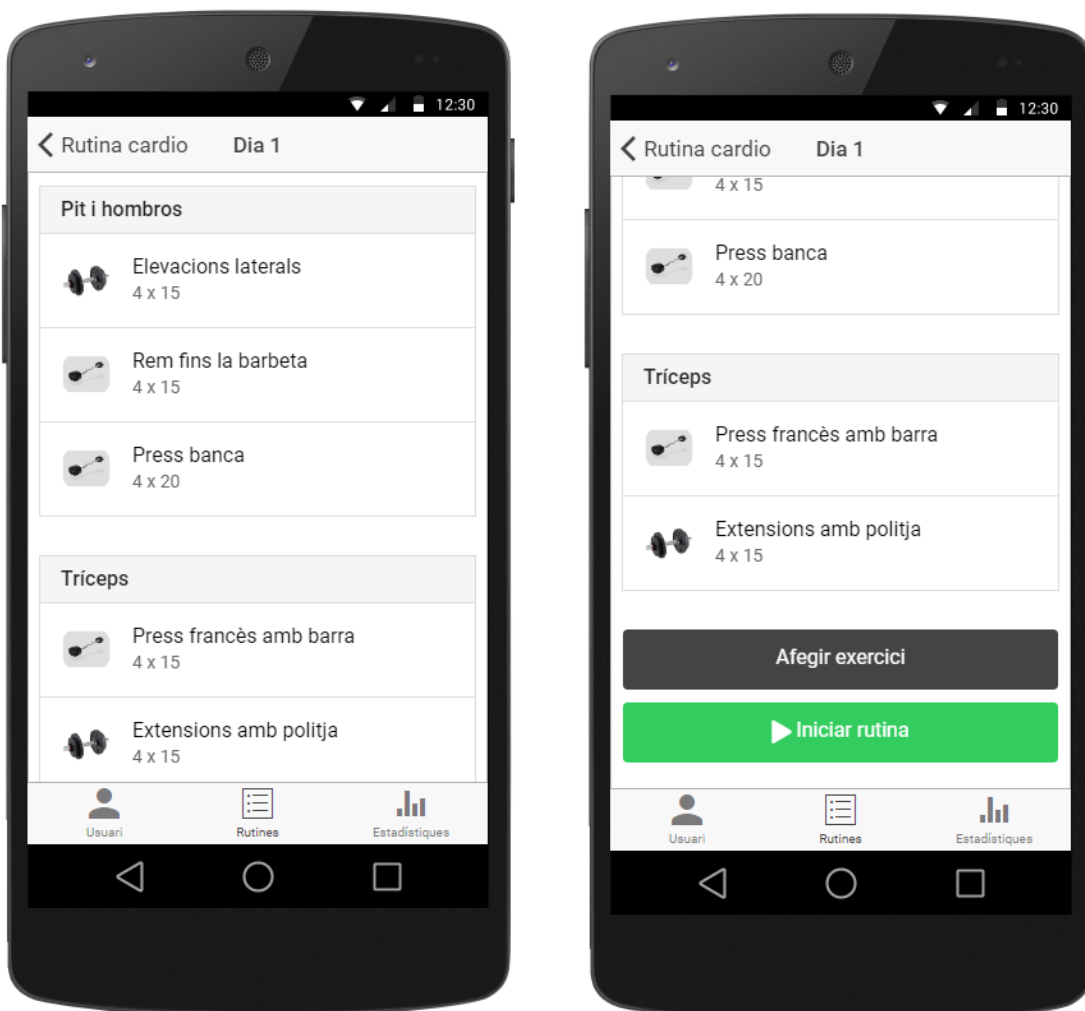 12:30
Rutina cardio Dia 1
Pit i hombros
Elevacions laterals
4 x 15
Rem fins la barbeta
4 x 15
Press banca
4 x 20
Tríceps
Press francès amb barra
4 x 15
Extensions amb politja
4 x 15
Usuari Rutines Estadístiques
12:30
Rutina cardio Dia 1
4 x 15
Press banca
4 x 20
Tríceps
Press francès amb barra
4 x 15
Extensions amb politja
4 x 15
Afegir exercici
Iniciar rutina
Usuari Rutines Estadístiques